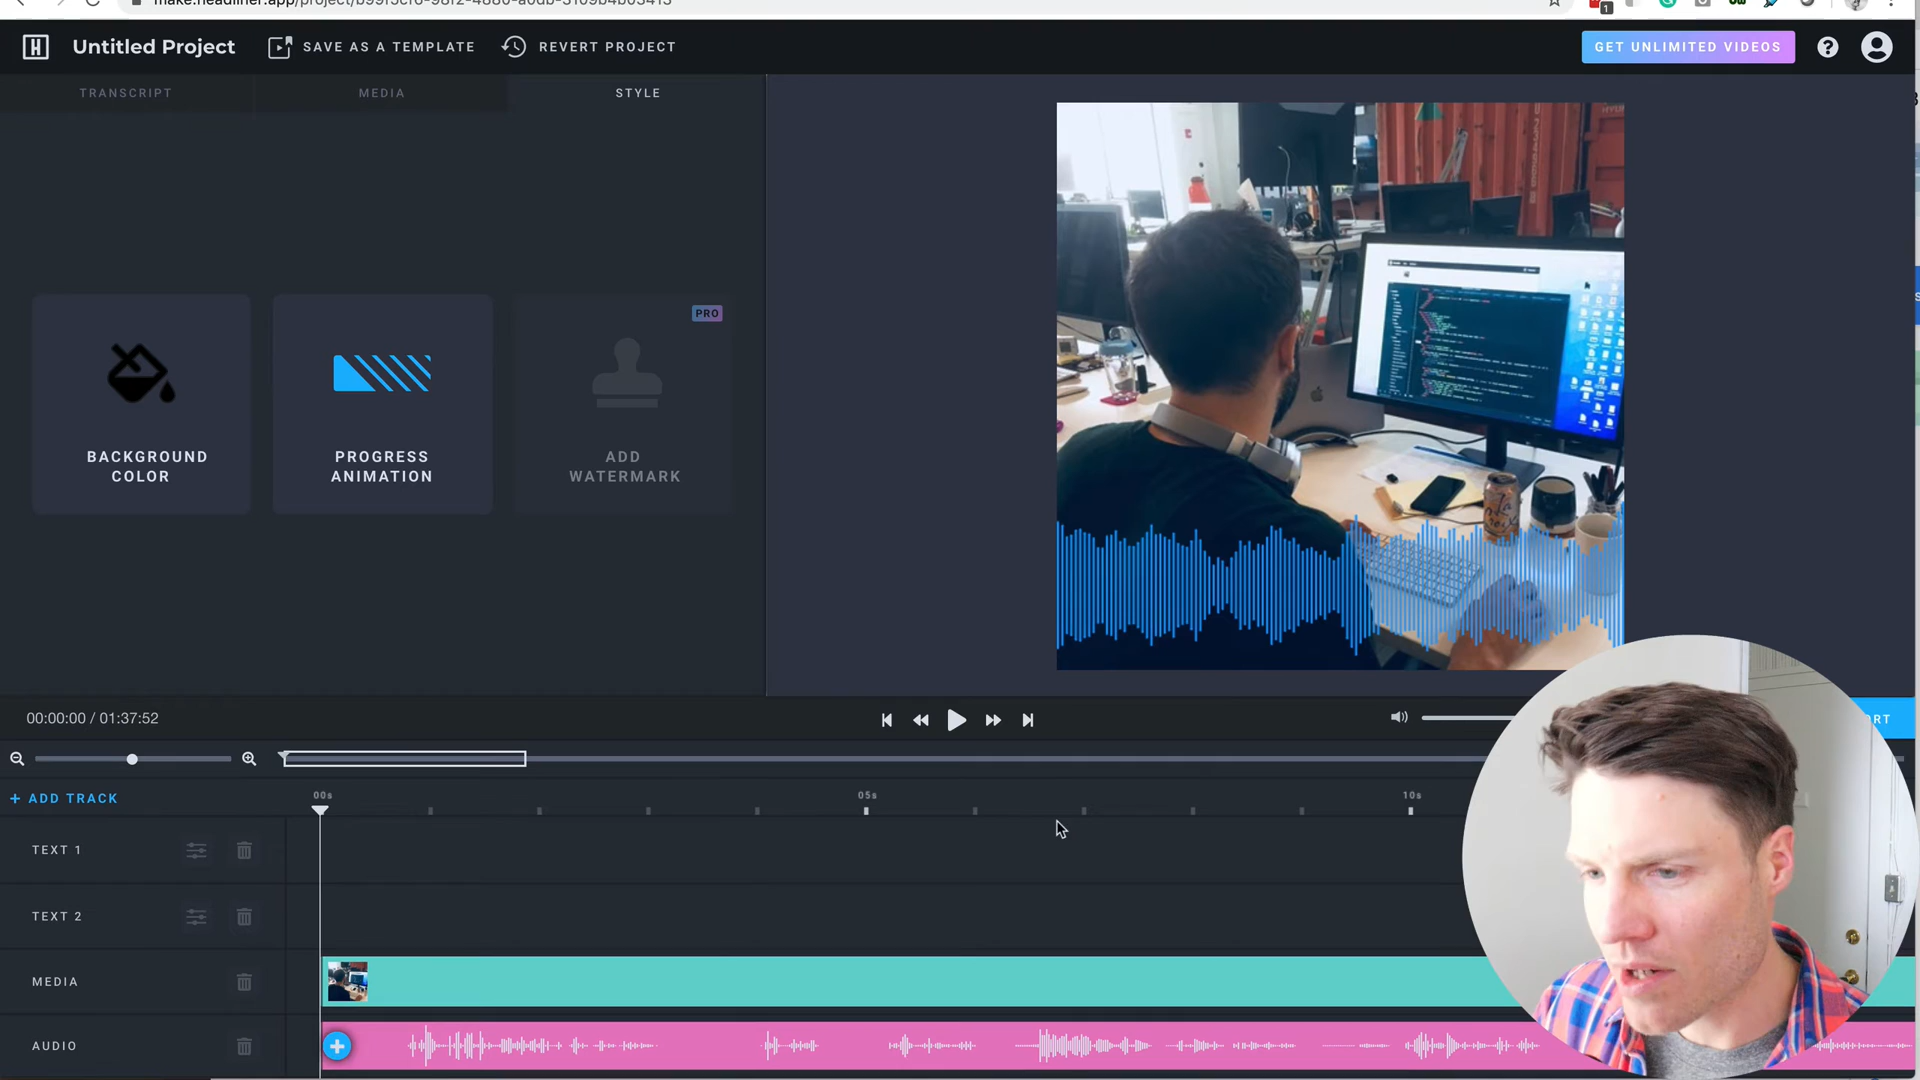 Untitled Project
SAVE AS A TEMPLATE
REVERT PROJECT
GET UNLIMITED VIDEOS
TRANSCRIPT
MEDIA
STYLE
PRO
BACKGROUND
COLOR
PROGRESS
ANIMATION
ADD
WATERMARK
00:00:00 / 01:37:52
+ ADD TRACK
00s
05s
10s
TEXT 1
TEXT 2
MEDIA
AUDIO